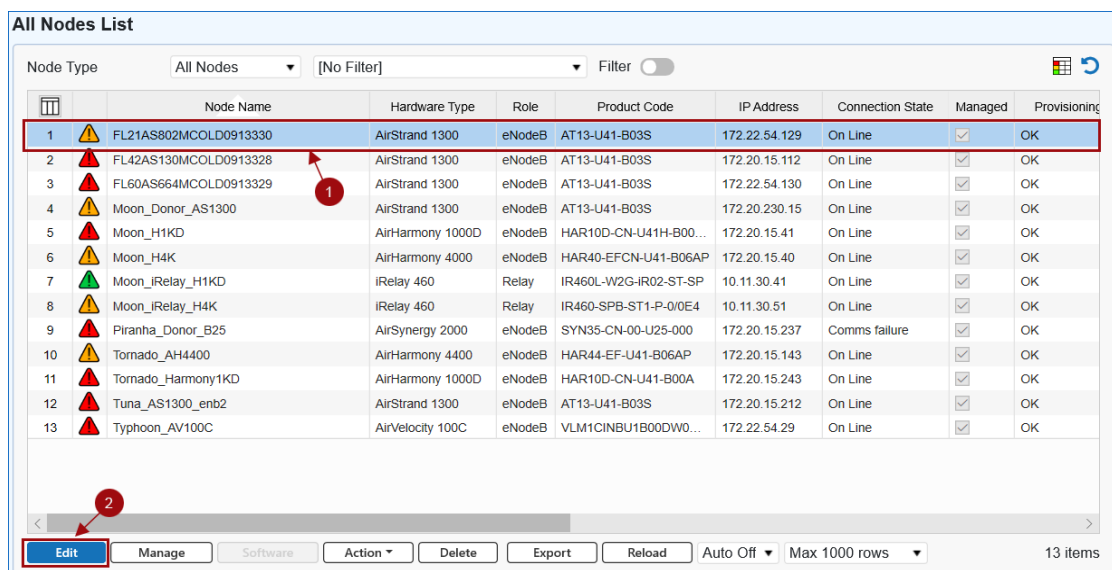 All Nodes List
Node Type All Nodes [No Filter] Filter
Node Name Hardware Type Role Product Code IP Address Connection State Managed Provisioning
1 FL21AS802MCOLD0913330 AirStrand 1300 eNodeB AT13-U41-B03S 172.22.54.129 On Line OK
2 FL42AS130MCOLD0913328 AirStrand 1300 eNodeB AT13-U41-B03S 172.20.15.112 On Line OK
3 FL60AS664MCOLD0913329 AirStrand 1300 eNodeB AT13-U41-B03S 172.22.54.130 On Line OK
1
4 Moon_Donor_AS1300 AirStrand 1300 eNodeB AT13-U41-B03S 172.20.230.15 On Line OK
5 Moon_H1KD AirHarmony 1000D eNodeB HAR10D-CN-U41H-B00... 172.20.15.41 On Line OK
6 Moon_H4K AirHarmony 4000 eNodeB HAR40-EFCN-U41-B06AP 172.20.15.40 On Line OK
7 Moon_iRelay_H1KD iRelay 460 Relay IR460L-W2G-iR02-ST-SP 10.11.30.41 On Line OK
8 Moon_iRelay_H4K iRelay 460 Relay IR460-SPB-ST1-P-0/0E4 10.11.30.51 On Line OK
9 Piranha_Donor_B25 AirSynergy 2000 eNodeB SYN35-CN-00-U25-000 172.20.15.237 Comms failure OK
10 Tornado_AH4400 AirHarmony 4400 eNodeB HAR44-EF-U41-B06AP 172.20.15.143 On Line OK
11 Tornado_Harmony1KD AirHarmony 1000D eNodeB HAR10D-CN-U41-B00A 172.20.15.243 On Line OK
12 Tuna_AS1300_enb2 AirStrand 1300 eNodeB AT13-U41-B03S 172.20.15.212 On Line OK
13 Typhoon_AV100C AirVelocity 100C eNodeB VLM1CINBU1B00DW0... 172.22.54.29 On Line OK
2
Edit Manage Software Action Delete Export Reload Auto Off Max 1000 rows 13 items